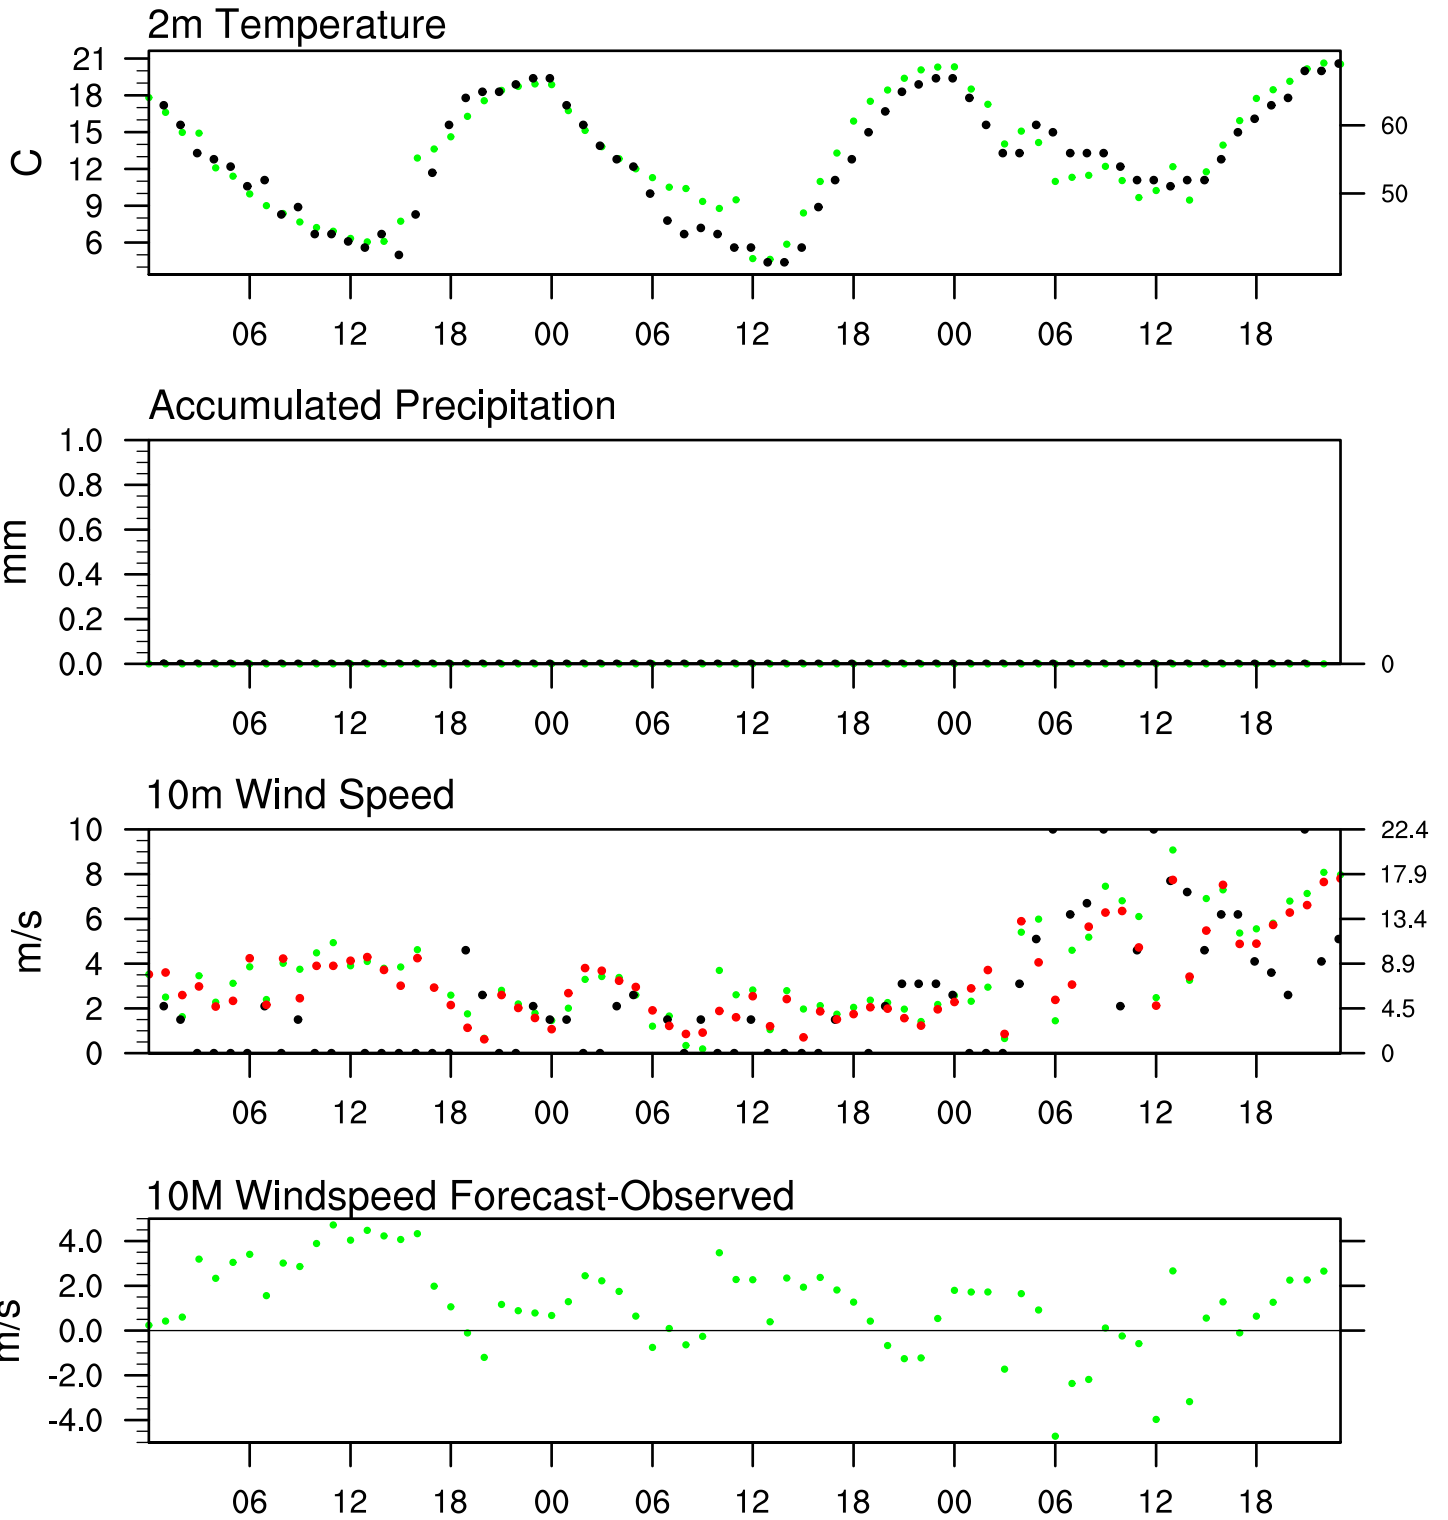 2m Temperature
21
18
15
12
9
6
C
60
50
06 12 18 00 06 12 18 00 06 12 18
Accumulated Precipitation
1.0
0.8
0.6
0.4
0.2
0.0
mm
0
06 12 18 00 06 12 18 00 06 12 18
10m Wind Speed
10
8
6
4
2
0
m/s
22.4
17.9
13.4
8.9
4.5
0
06 12 18 00 06 12 18 00 06 12 18
10M Windspeed Forecast-Observed
4.0
2.0
0.0
-2.0
-4.0
m/s
06 12 18 00 06 12 18 00 06 12 18